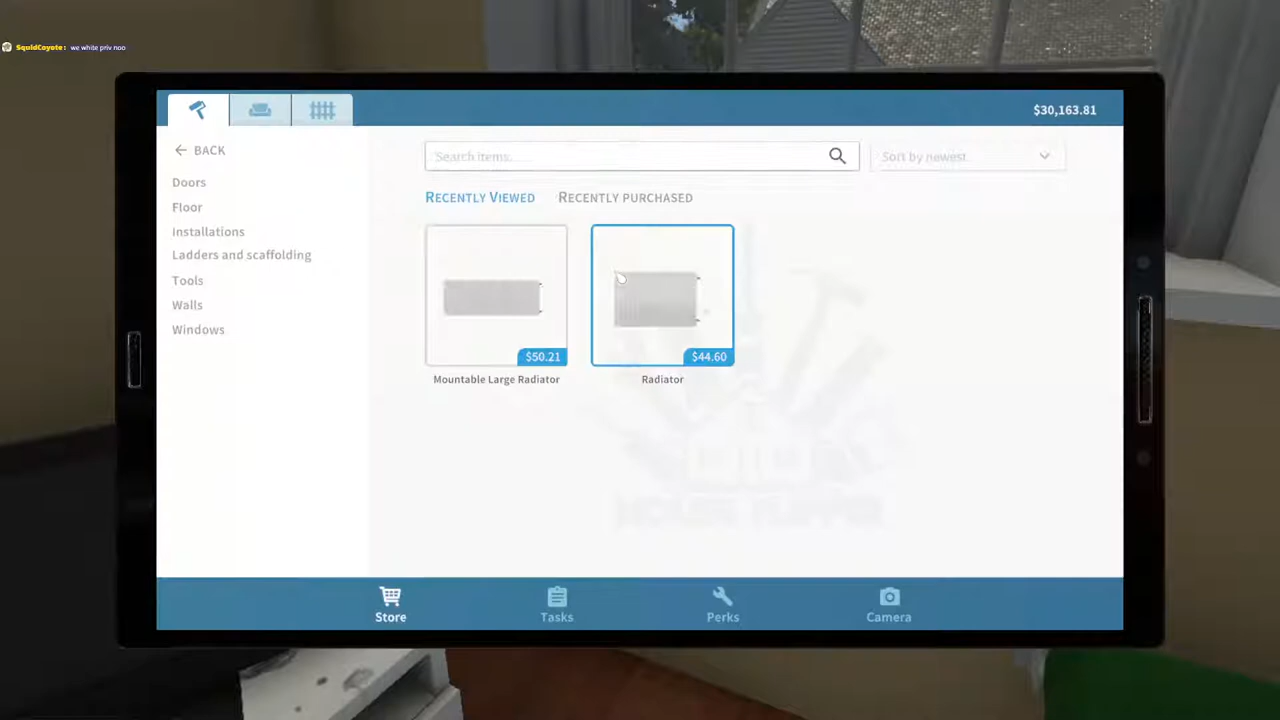 SquidCoyote: we white priv noo
$30,163.81
BACK
Search items.....
Sort by newest
Doors
Floor
Installations
Ladders and scaffolding
Tools
Walls
Windows
RECENTLY VIEWED
RECENTLY PURCHASED
$50.21
$44.60
Mountable Large Radiator
Radiator
HOUSE FLIPPER
Store
Tasks
Perks
Camera